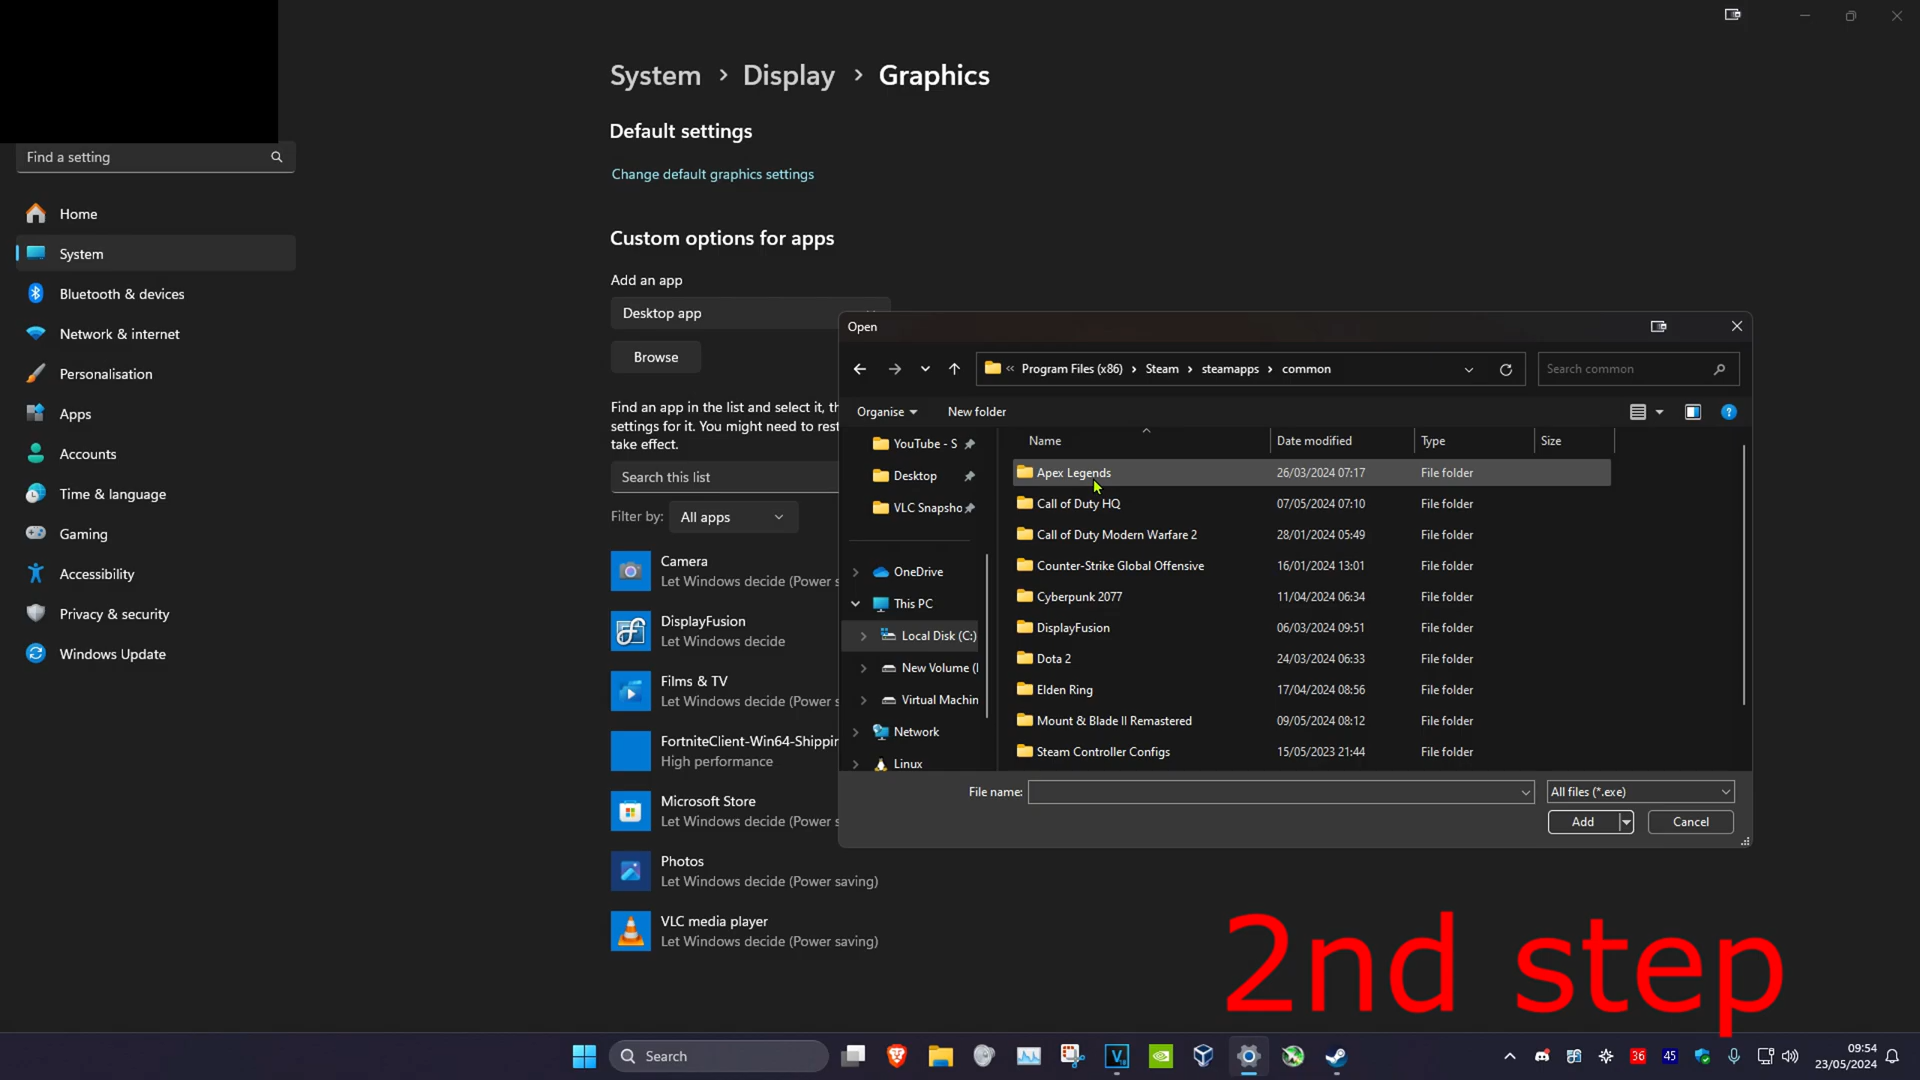 System > Display > Graphics
Default settings
Change default graphics settings
Find a setting
Home
System
Bluetooth & devices
Network & internet
Personalisation
Apps
Accounts
Time & language
Gaming
Accessibility
Privacy & security
Windows Update
Custom options for apps
Add an app
Desktop app
Browse
Find an app in the list and select it, th
settings for it. You might need to rest
take effect.
Search this list
Filter by: All apps
Camera
Let Windows decide (Power s
DisplayFusion
Let Windows decide
Films & TV
Let Windows decide (Power s
FortniteClient-Win64-Shippin
High performance
Microsoft Store
Let Windows decide (Power s
Photos
Let Windows decide (Power saving)
VLC media player
Let Windows decide (Power saving)
Open
« Program Files (x86) > Steam > steamapps > common
Search common
Organise
New folder
YouTube - S
Desktop
VLC Snapsho
OneDrive
This PC
Local Disk (C:)
New Volume (
Virtual Machin
Network
Linux
Name Date modified Type Size
Apex Legends 26/03/2024 07:17 File folder
Call of Duty HQ 07/05/2024 07:10 File folder
Call of Duty Modern Warfare 2 28/01/2024 05:49 File folder
Counter-Strike Global Offensive 16/01/2024 13:01 File folder
Cyberpunk 2077 11/04/2024 06:34 File folder
DisplayFusion 06/03/2024 09:51 File folder
Dota 2 24/03/2024 06:33 File folder
Elden Ring 17/04/2024 08:56 File folder
Mount & Blade II Remastered 09/05/2024 08:12 File folder
Steam Controller Configs 15/05/2023 21:44 File folder
File name:
All files (*.exe)
Add
Cancel
2nd step
Search
36
45
09:54
23/05/2024